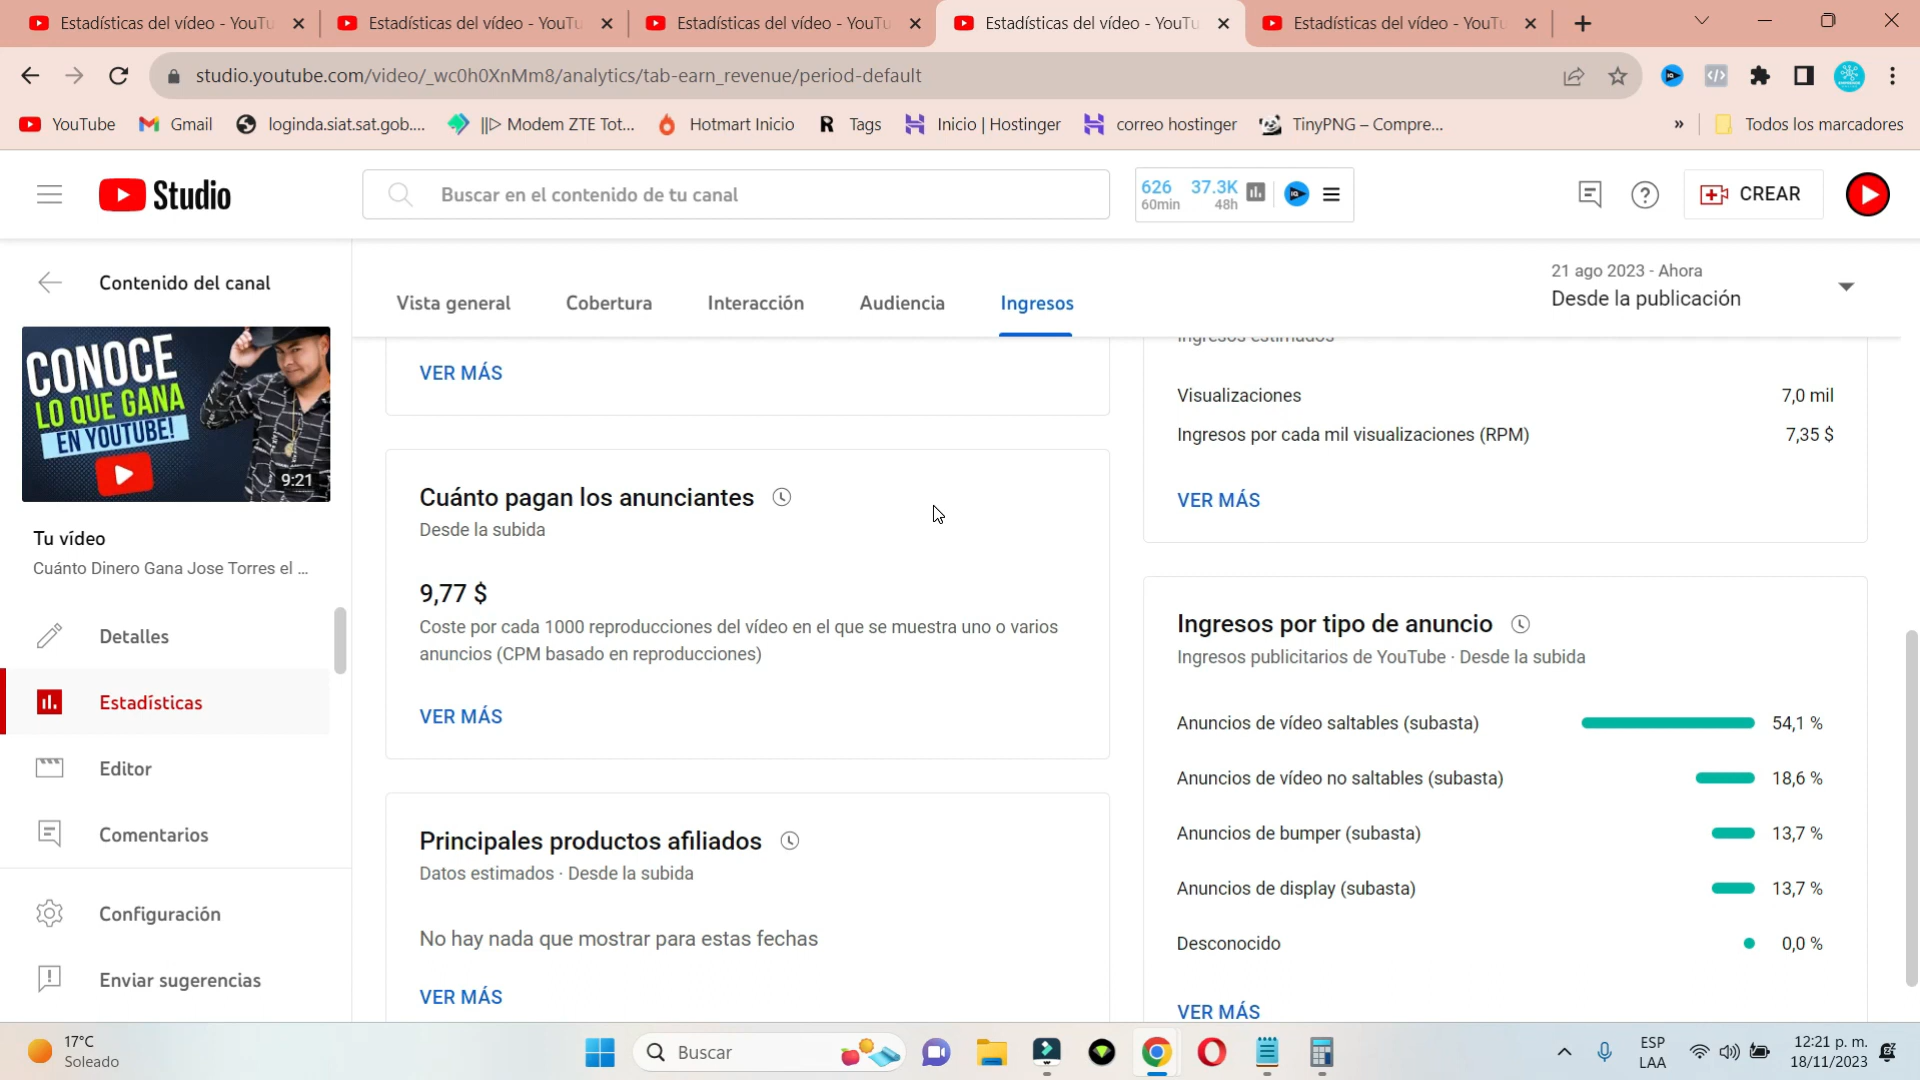 Estadísticas del vídeo - YouTu
Estadísticas del vídeo - YouTu
Estadísticas del vídeo - YouTu
Estadísticas del vídeo - YouTu
Estadísticas del vídeo - YouTu
studio.youtube.com/video/_wc0h0XnMm8/analytics/tab-earn_revenue/period-default
YouTube
Gmail
loginda.siat.sat.gob....
||▷ Modem ZTE Tot...
Hotmart Inicio
R Tags
Inicio | Hostinger
correo hostinger
TinyPNG – Compre...
»
Todos los marcadores
Studio
Buscar en el contenido de tu canal
626 37.3K
60min 48h
CREAR
Contenido del canal
CONOCE
LO QUE GANA
EN YOUTUBE!
9:21
Tu vídeo
Cuánto Dinero Gana Jose Torres el ...
Detalles
Estadísticas
Editor
Comentarios
Configuración
Enviar sugerencias
Vista general
Cobertura
Interacción
Audiencia
Ingresos
21 ago 2023 - Ahora
Desde la publicación
VER MÁS
Cuánto pagan los anunciantes
Desde la subida
9,77 $
Coste por cada 1000 reproducciones del vídeo en el que se muestra uno o varios
anuncios (CPM basado en reproducciones)
VER MÁS
Principales productos afiliados
Datos estimados · Desde la subida
No hay nada que mostrar para estas fechas
VER MÁS
Ingresos estimados
Visualizaciones 7,0 mil
Ingresos por cada mil visualizaciones (RPM) 7,35 $
VER MÁS
Ingresos por tipo de anuncio
Ingresos publicitarios de YouTube · Desde la subida
Anuncios de vídeo saltables (subasta) 54,1 %
Anuncios de vídeo no saltables (subasta) 18,6 %
Anuncios de bumper (subasta) 13,7 %
Anuncios de display (subasta) 13,7 %
Desconocido 0,0 %
VER MÁS
17°C
Soleado
Buscar
ESP
LAA
12:21 p. m.
18/11/2023